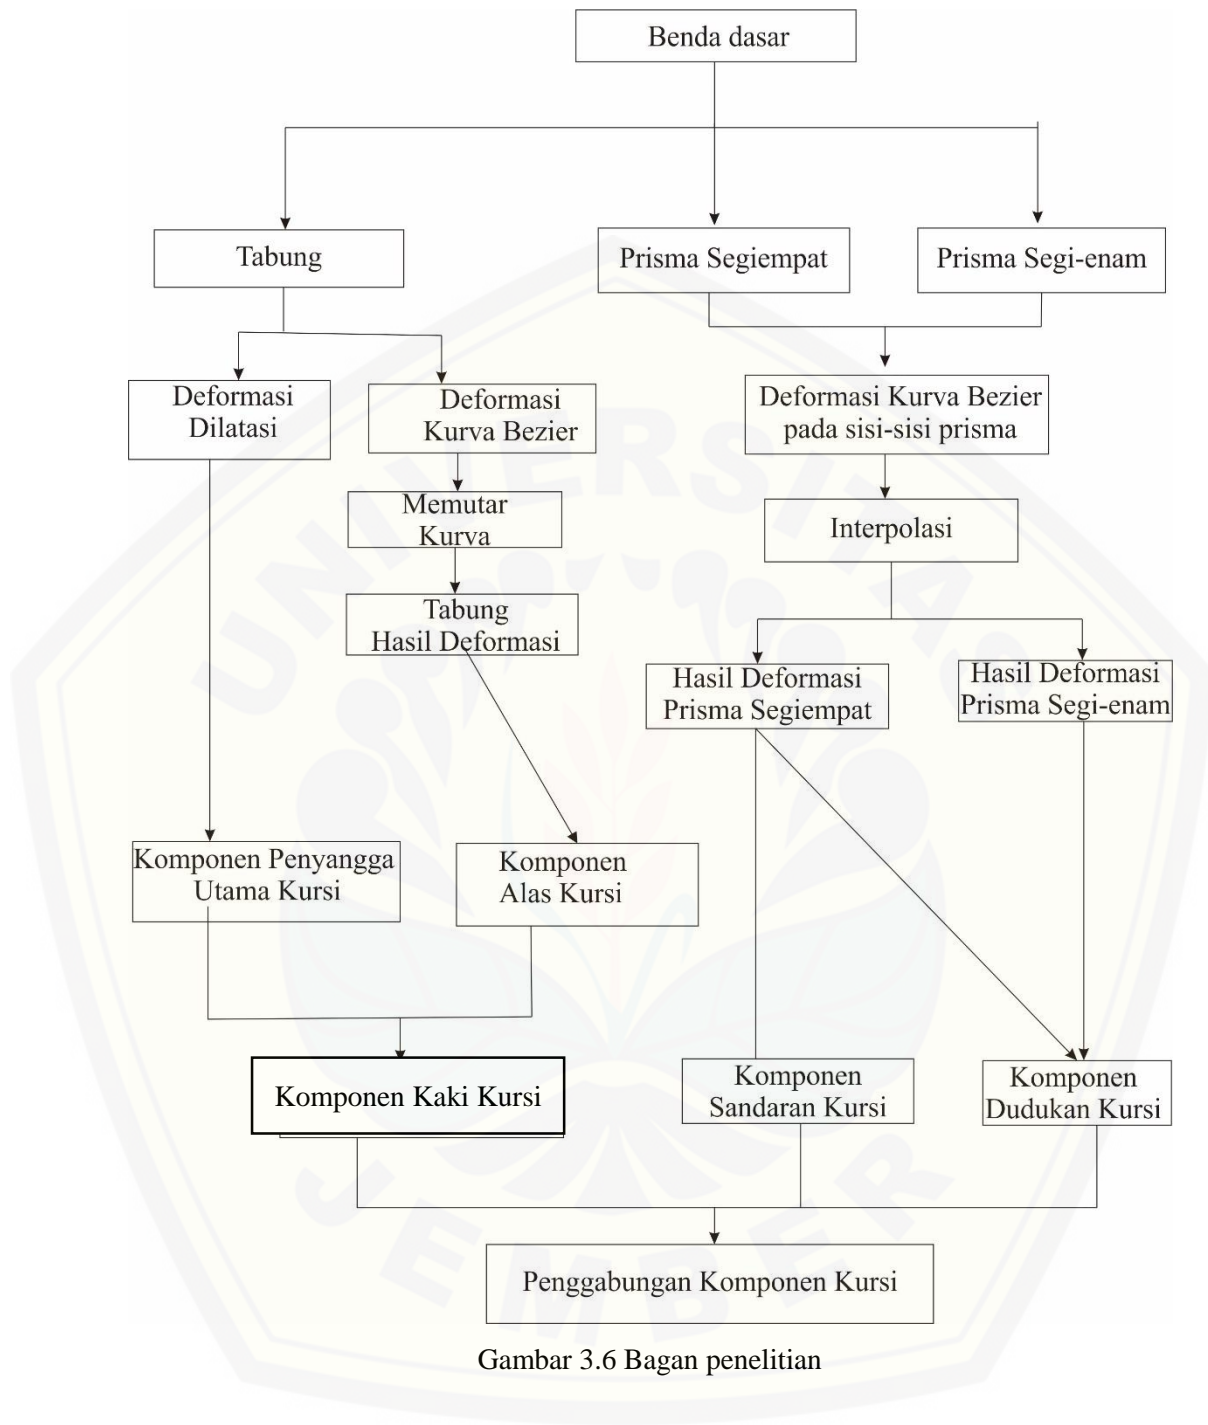 Benda dasar
Tabung
Prisma Segiempat
Prisma Segi-enam
Deformasi
Dilatasi
Deformasi
Kurva Bezier
Deformasi Kurva Bezier
pada sisi-sisi prisma
Memutar
Kurva
Interpolasi
Tabung
Hasil Deformasi
Hasil Deformasi
Prisma Segiempat
Hasil Deformasi
Prisma Segi-enam
Komponen Penyangga
Utama Kursi
Komponen
Alas Kursi
Komponen Kaki Kursi
Komponen
Sandaran Kursi
Komponen
Dudukan Kursi
Penggabungan Komponen Kursi
Gambar 3.6 Bagan penelitian
UNIVERSITAS
JEMBER